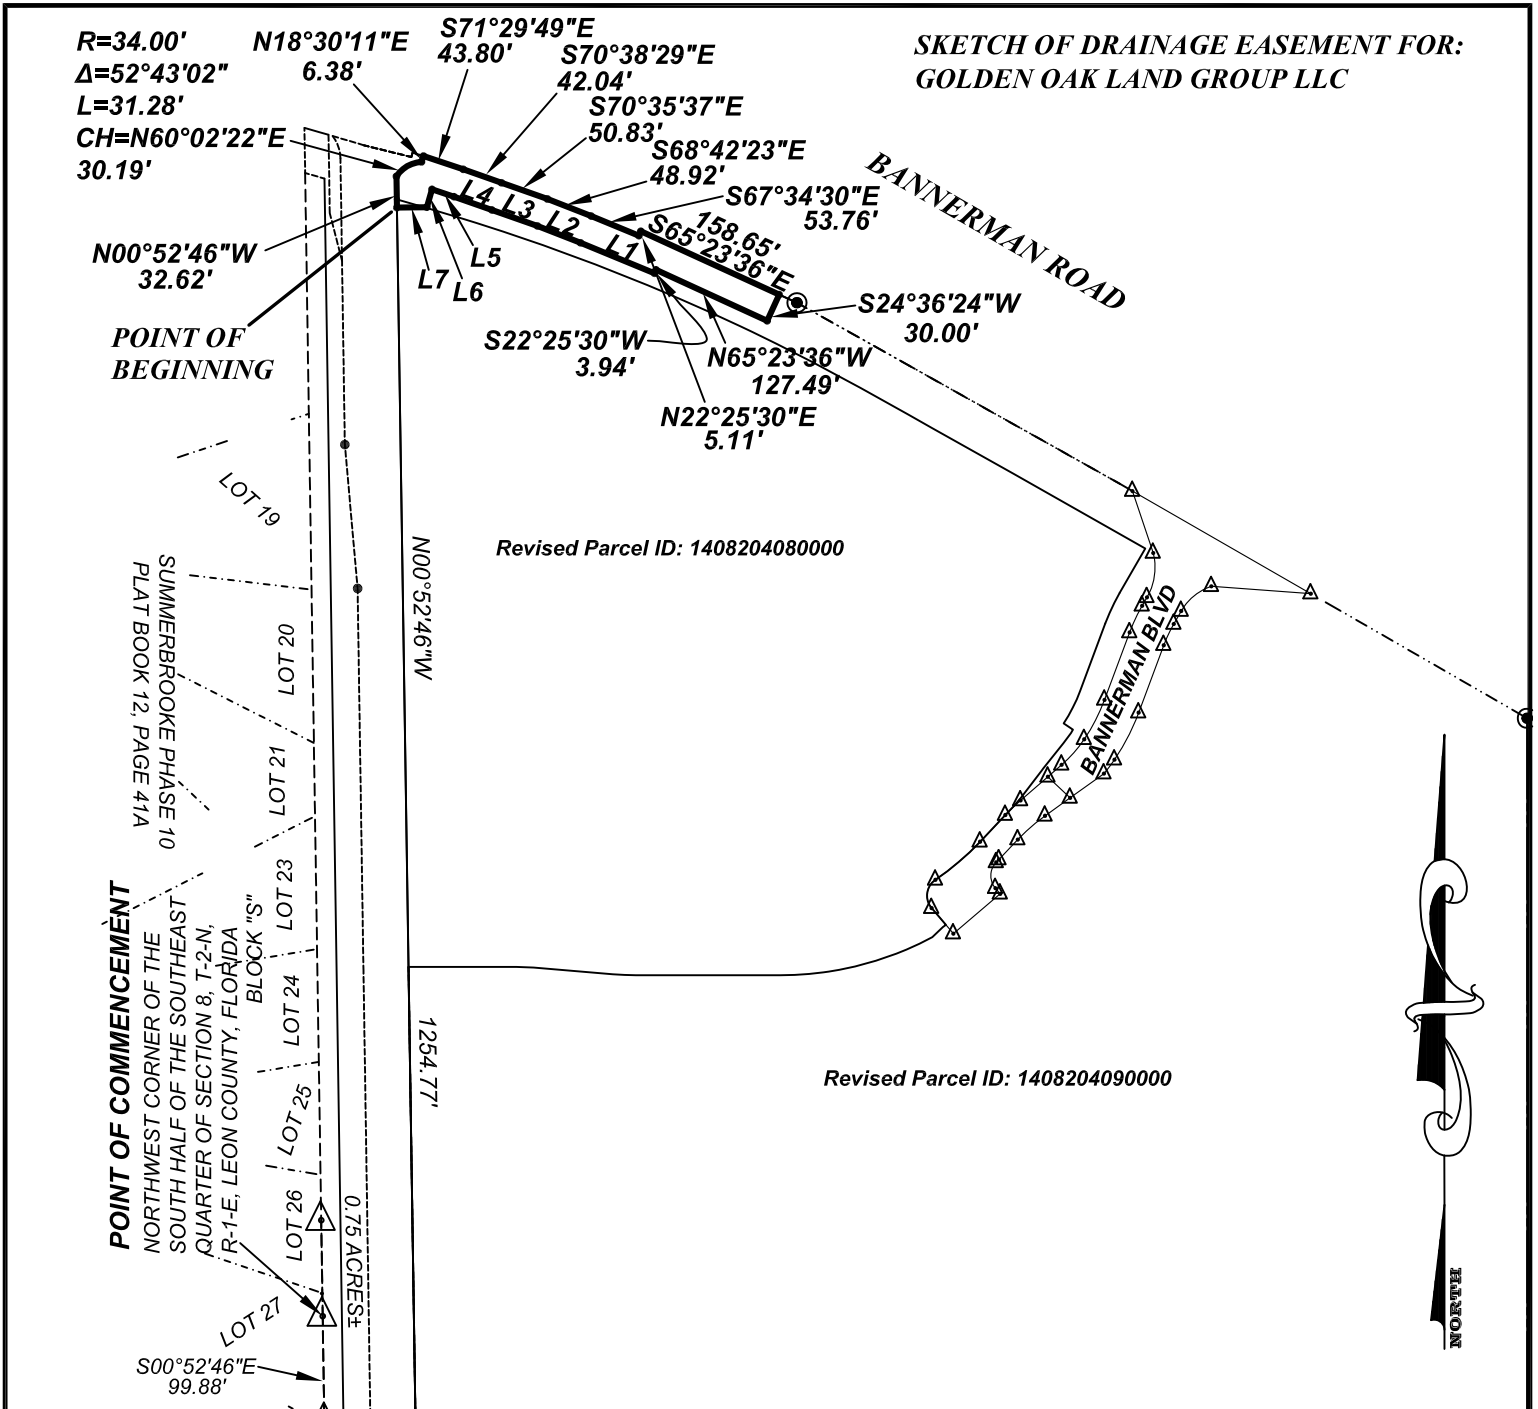 SKETCH OF DRAINAGE EASEMENT FOR:
GOLDEN OAK LAND GROUP LLC
R=34.00'
Δ=52°43'02"
L=31.28'
CH=N60°02'22"E
30.19'
N18°30'11"E
6.38'
S71°29'49"E
43.80'
S70°38'29"E
42.04'
S70°35'37"E
50.83'
S68°42'23"E
48.92'
S67°34'30"E
53.76'
158.65'
S65°23'36"E
BANNERMAN ROAD
L4
L3
L2
L1
L5
L6
L7
N00°52'46"W
32.62'
POINT OF
BEGINNING
S24°36'24"W
30.00'
S22°25'30"W
3.94'
N65°23'36"W
127.49'
N22°25'30"E
5.11'
LOT 19
Revised Parcel ID: 1408204080000
N00°52'46"W
SUMMERBROOKE PHASE 10
PLAT BOOK 12, PAGE 41A
LOT 20
LOT 21
LOT 23
BLOCK "S"
LOT 24
LOT 25
LOT 26
LOT 27
BANNERMAN BLVD
POINT OF COMMENCEMENT
NORTHWEST CORNER OF THE
SOUTH HALF OF THE SOUTHEAST
QUARTER OF SECTION 8, T-2-N,
R-1-E, LEON COUNTY, FLORIDA
1254.77'
Revised Parcel ID: 1408204090000
0.75 ACRES±
S00°52'46"E
99.88'
NORTH